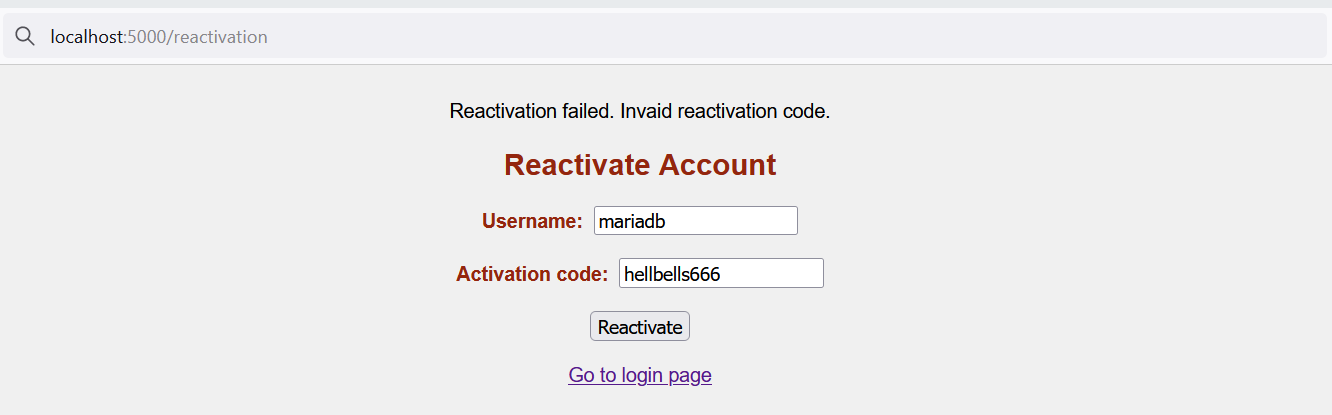 localhost:5000/reactivation
Reactivation failed. Invaid reactivation code.
Reactivate Account
Username: mariadb
Activation code: hellbells666
Reactivate
Go to login page